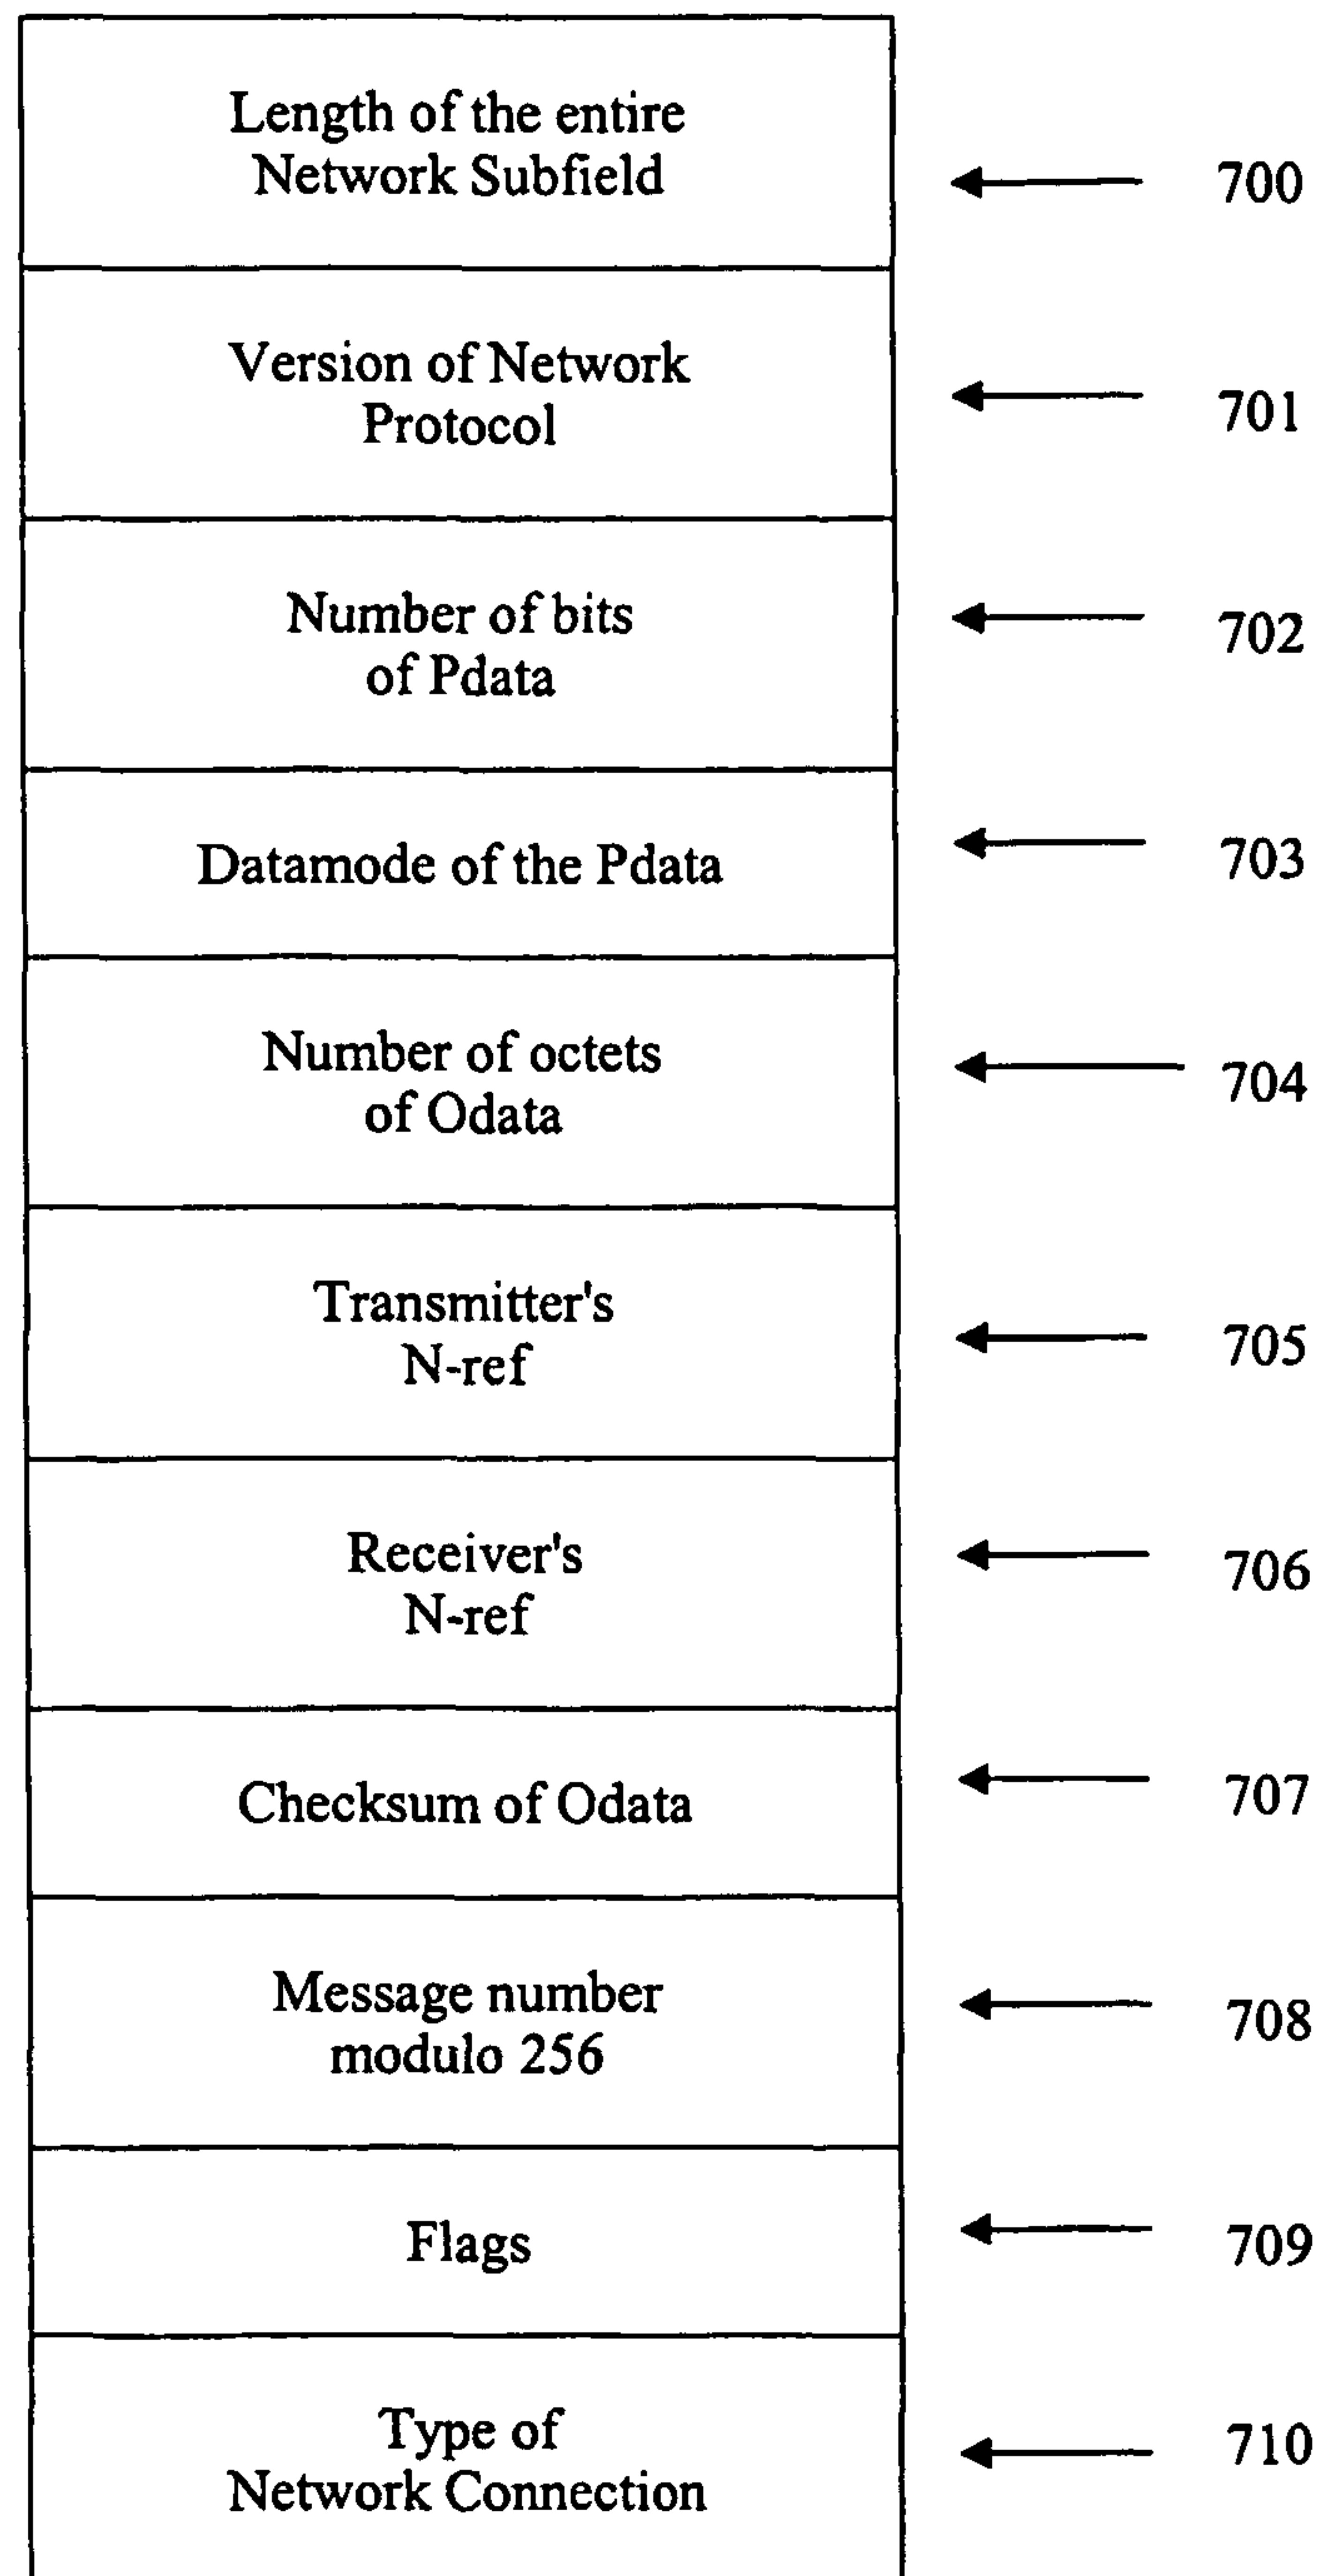 Length of the entire
Network Subfield
700
Version of Network
Protocol
701
Number of bits
of Pdata
702
Datamode of the Pdata
703
Number of octets
of Odata
704
Transmitter's
N-ref
705
Receiver's
N-ref
706
Checksum of Odata
707
Message number
modulo 256
708
Flags
709
Type of
Network Connection
710